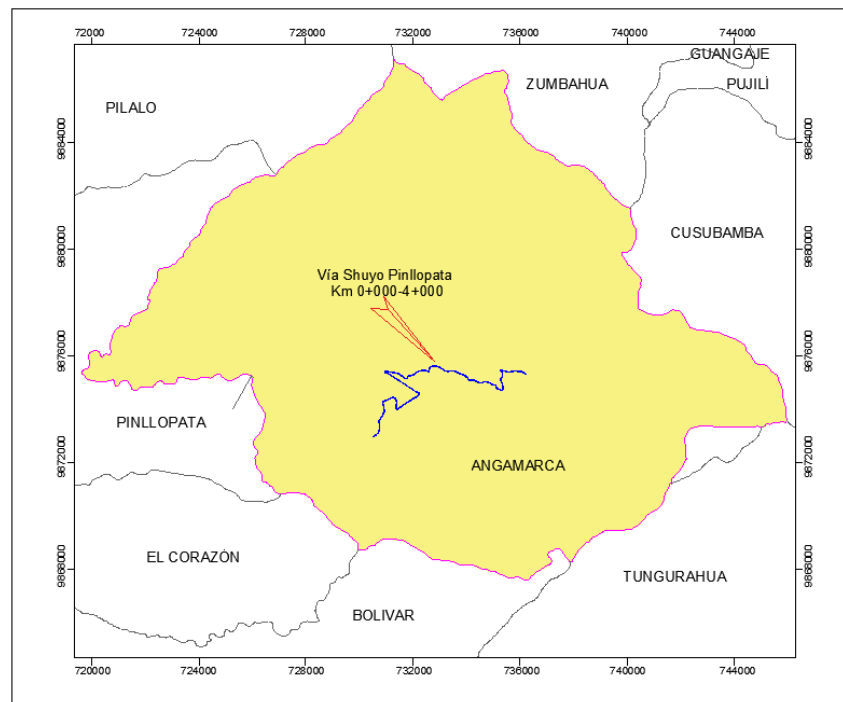 720000 724000 728000 732000 736000 740000 744000
GUANGAJE
ZUMBAHUA
PUJILÌ
PILALO
9884000
9884000
CUSUBAMBA
9880000
9880000
Vía Shuyo Pinllopata
Km 0+000-4+000
9876000
9876000
PINLLOPATA
ANGAMARCA
9872000
9872000
EL CORAZÓN
TUNGURAHUA
9868000
9868000
BOLIVAR
720000 724000 728000 732000 736000 740000 744000